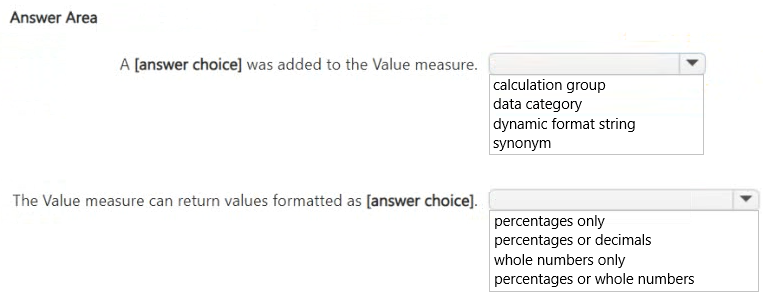 Answer Area
A [answer choice] was added to the Value measure.
calculation group
data category
dynamic format string
synonym
The Value measure can return values formatted as [answer choice].
percentages only
percentages or decimals
whole numbers only
percentages or whole numbers